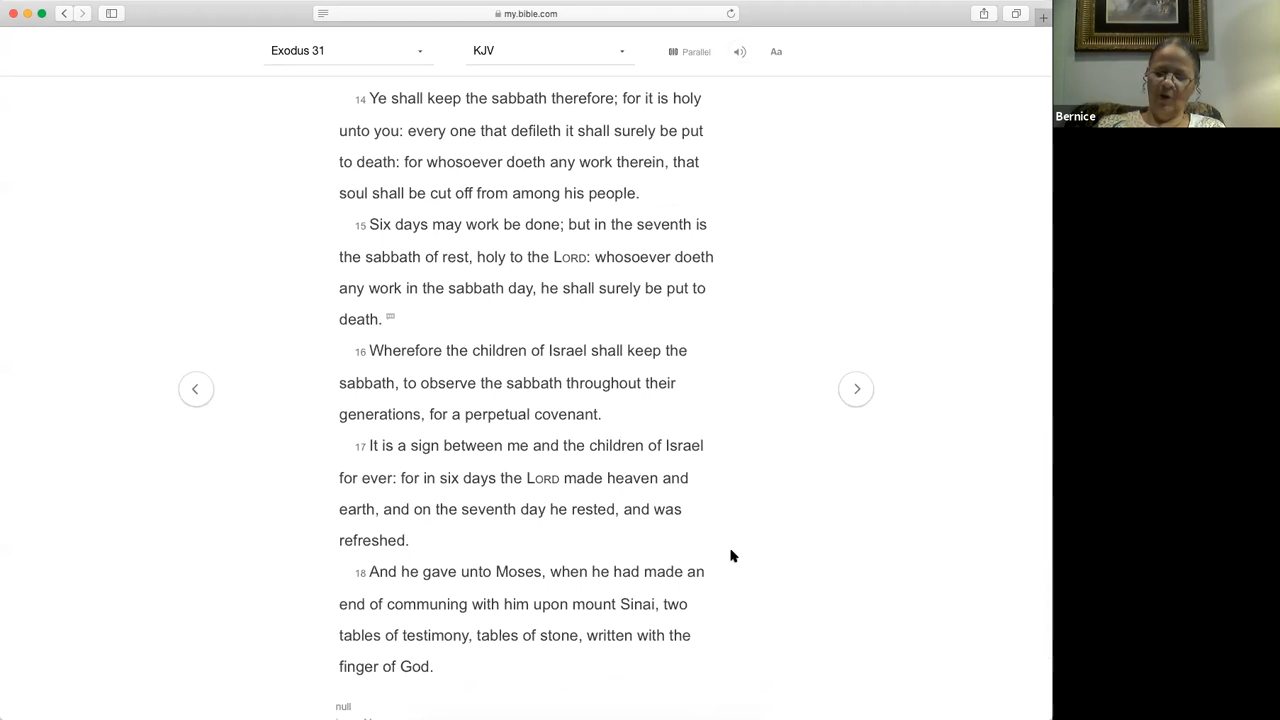 my.bible.com
Exodus 31
KJV
Parallel
Aa
Bernice
14 Ye shall keep the sabbath therefore; for it is holy
unto you: every one that defileth it shall surely be put
to death: for whosoever doeth any work therein, that
soul shall be cut off from among his people.
15 Six days may work be done; but in the seventh is
the sabbath of rest, holy to the LORD: whosoever doeth
any work in the sabbath day, he shall surely be put to
death.
16 Wherefore the children of Israel shall keep the
sabbath, to observe the sabbath throughout their
generations, for a perpetual covenant.
17 It is a sign between me and the children of Israel
for ever: for in six days the LORD made heaven and
earth, and on the seventh day he rested, and was
refreshed.
18 And he gave unto Moses, when he had made an
end of communing with him upon mount Sinai, two
tables of testimony, tables of stone, written with the
finger of God.
null